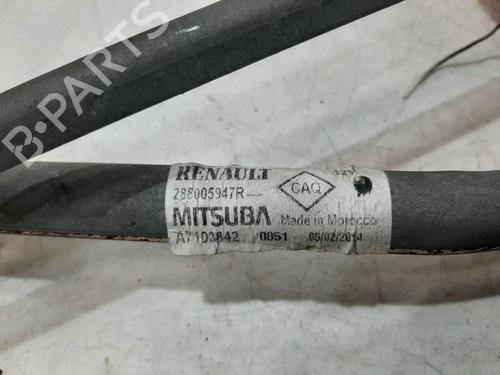 B-PARTS
RENAULT
288005947R
CAQ
12V
MITSUBA
Made in Morocco
A7103842 0051 05/02/2014